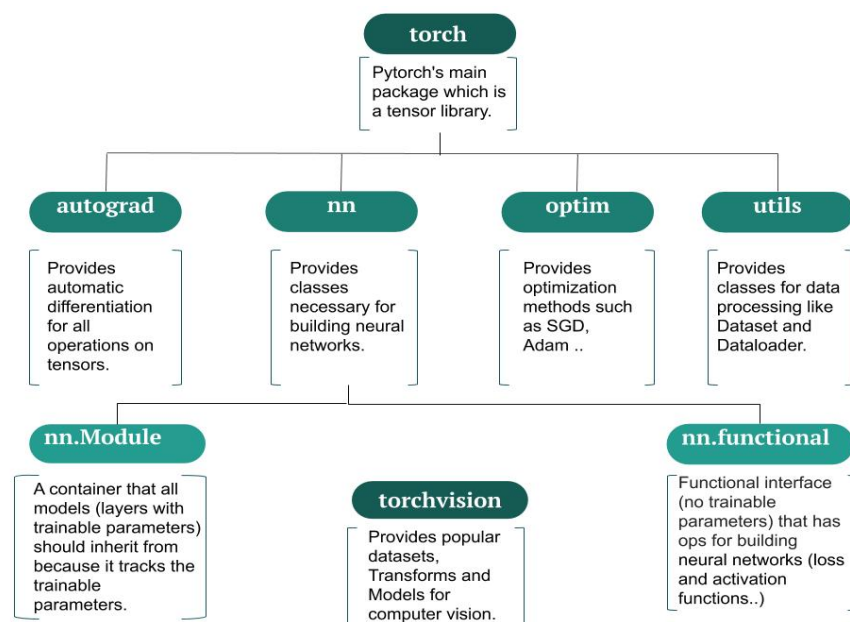 torch
Pytorch's main
package which is
a tensor library.
autograd
Provides
automatic
differentiation
for all
operations on
tensors.
nn
Provides
classes
necessary for
building neural
networks.
optim
Provides
optimization
methods such
as SGD,
Adam ..
utils
Provides
classes for data
processing like
Dataset and
Dataloader.
nn.Module
A container that all
models (layers with
trainable parameters)
should inherit from
because it tracks the
trainable
parameters.
torchvision
Provides popular
datasets,
Transforms and
Models for
computer vision.
nn.functional
Functional interface
(no trainable
parameters) that has
ops for building
neural networks (loss
and activation
functions..)